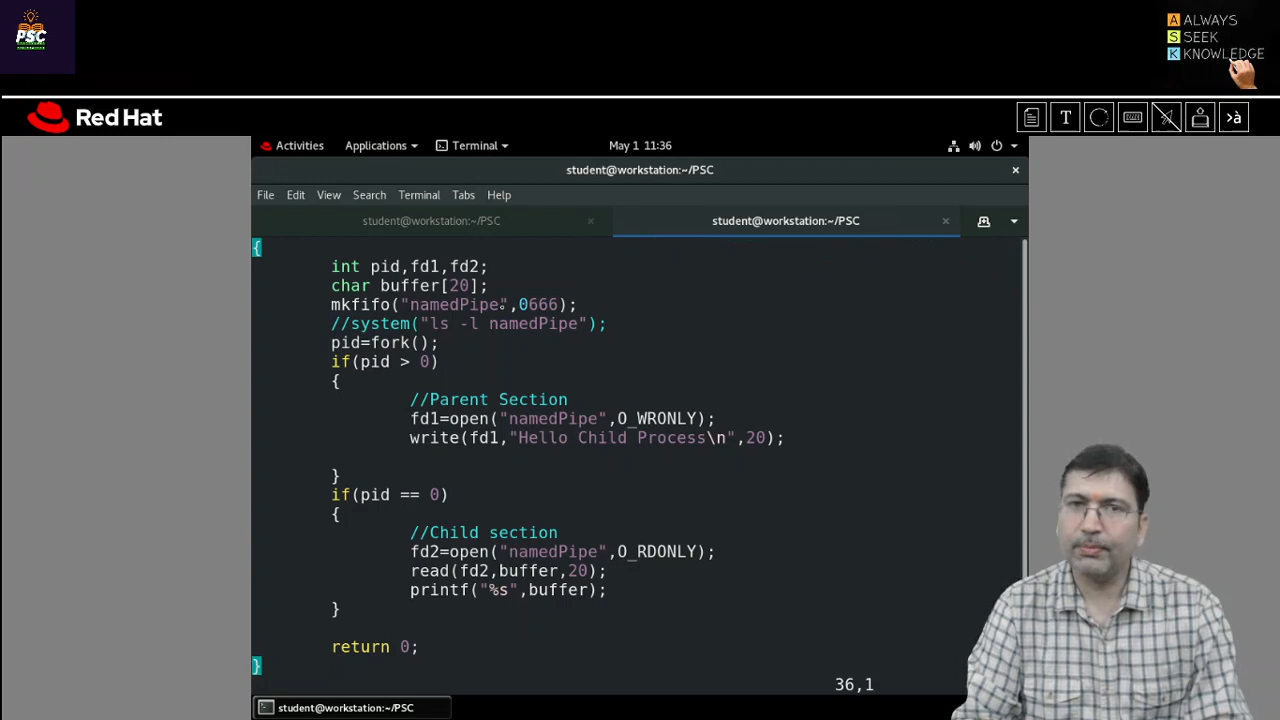 PSC
A ALWAYS
S SEEK
K KNOWLEDGE
Red Hat
T
>à
Activities
Applications
Terminal
May 1 11:36
student@workstation:~/PSC
×
File Edit View Search Terminal Tabs Help
student@workstation:~/PSC ×
student@workstation:~/PSC ×
{
int pid,fd1,fd2;
char buffer[20];
mkfifo("namedPipe",0666);
//system("ls -l namedPipe");
pid=fork();
if(pid > 0)
{
//Parent Section
fd1=open("namedPipe",O_WRONLY);
write(fd1,"Hello Child Process\n",20);
}
if(pid == 0)
{
//Child section
fd2=open("namedPipe",O_RDONLY);
read(fd2,buffer,20);
printf("%s",buffer);
}
return 0;
}
36,1
student@workstation:~/PSC